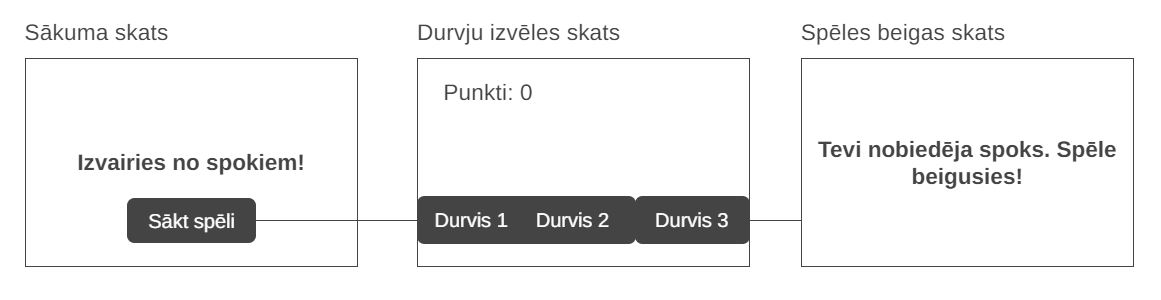 Sākuma skats
Durvju izvēles skats
Spēles beigas skats
Izvairies no spokiem!
Sākt spēli
Punkti: 0
Durvis 1
Durvis 2
Durvis 3
Tevi nobiedēja spoks. Spēle
beigusies!